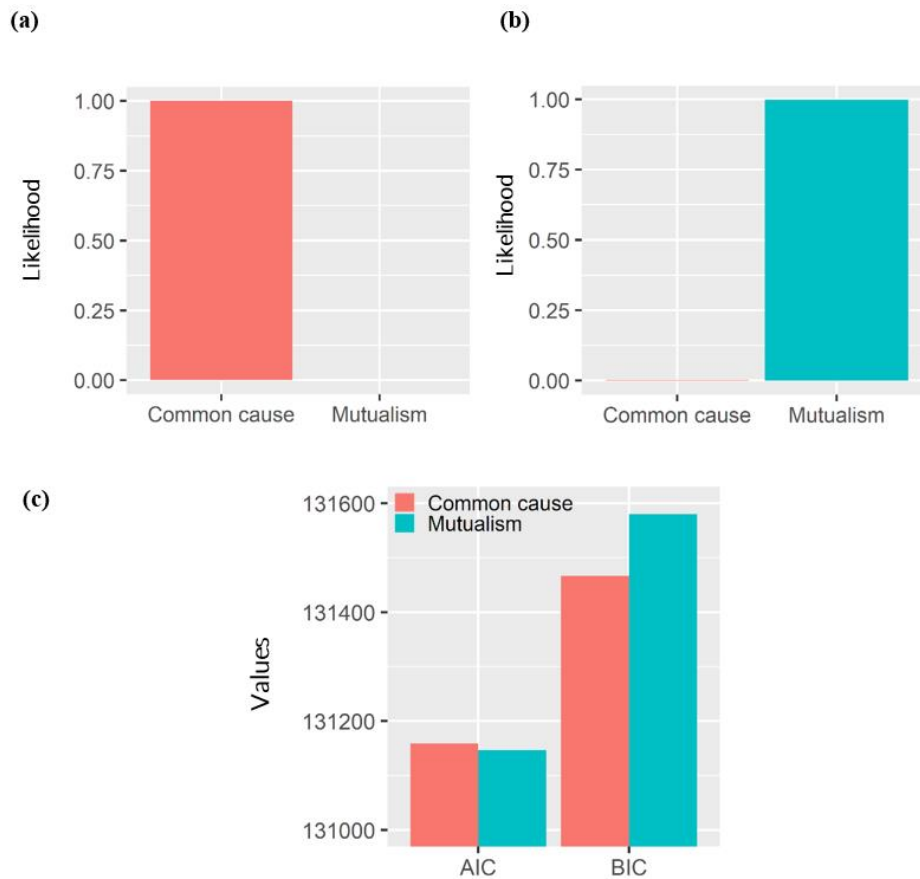 (a)
Likelihood
1.00
0.75
0.50
0.25
0.00
Common cause Mutualism
(b)
Likelihood
1.00
0.75
0.50
0.25
0.00
Common cause Mutualism
(c)
Values
131600
131400
131200
131000
Common cause
Mutualism
AIC BIC